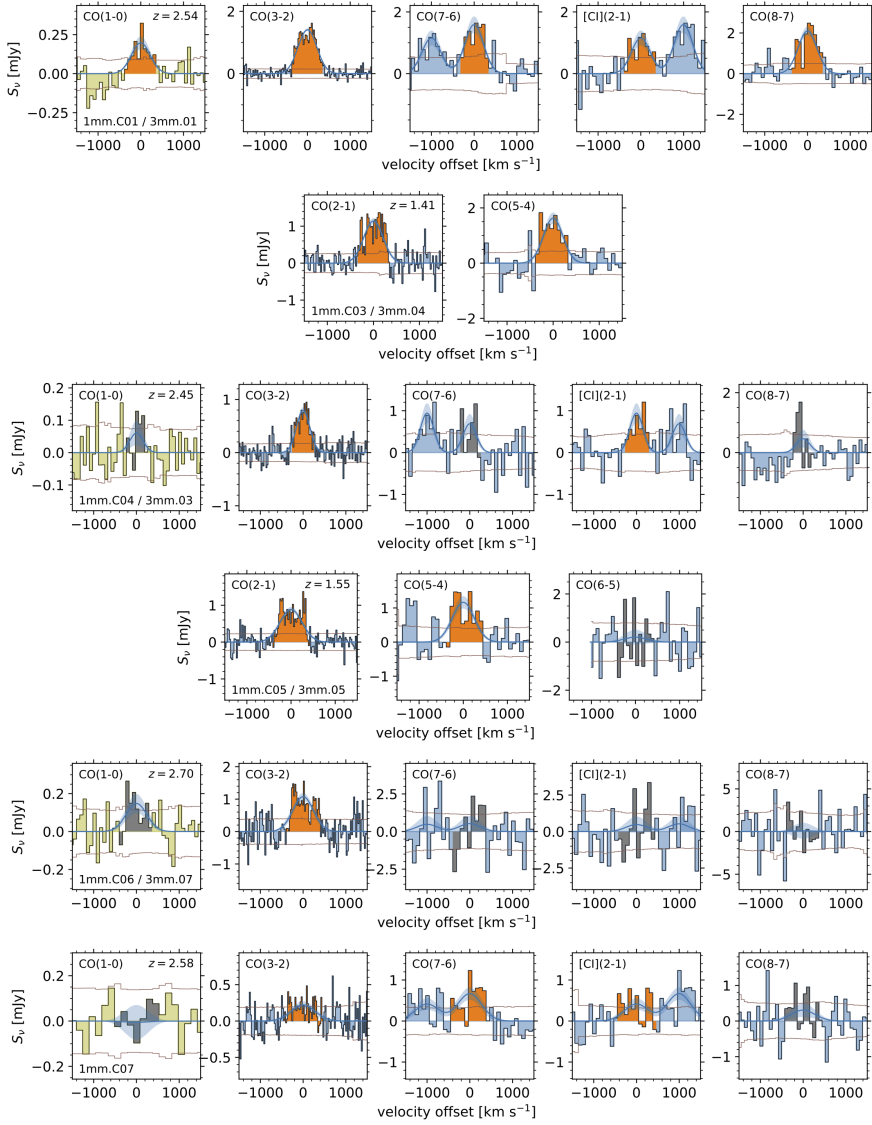 CO(1-0) z = 2.54 CO(3-2) CO(7-6) [CI](2-1) CO(8-7)
0.25 0.00 −0.25
2 0
2 0
2 0
2 0 −2
Sν [mJy]
1mm.C01 / 3mm.01
−1000 0 1000 −1000 0 1000 −1000 0 1000 −1000 0 1000 −1000 0 1000
velocity offset [km s⁻¹]
CO(2-1) z = 1.41 CO(5-4)
1 0 −1
2 0 −2
Sν [mJy]
1mm.C03 / 3mm.04
−1000 0 1000 −1000 0 1000
velocity offset [km s⁻¹]
CO(1-0) z = 2.45 CO(3-2) CO(7-6) [CI](2-1) CO(8-7)
0.2 0.1 0.0 −0.1
1 0 −1
1 0 −1
1 0 −1
2 0
Sν [mJy]
1mm.C04 / 3mm.03
−1000 0 1000 −1000 0 1000 −1000 0 1000 −1000 0 1000 −1000 0 1000
velocity offset [km s⁻¹]
CO(2-1) z = 1.55 CO(5-4) CO(6-5)
1 0 −1
1 0 −1
2 0 −2
Sν [mJy]
1mm.C05 / 3mm.05
−1000 0 1000 −1000 0 1000 −1000 0 1000
velocity offset [km s⁻¹]
CO(1-0) z = 2.70 CO(3-2) CO(7-6) [CI](2-1) CO(8-7)
0.2 0.0 −0.2
2 1 0 −1
2.5 0.0 −2.5
2.5 0.0 −2.5
5 0 −5
Sν [mJy]
1mm.C06 / 3mm.07
−1000 0 1000 −1000 0 1000 −1000 0 1000 −1000 0 1000 −1000 0 1000
velocity offset [km s⁻¹]
CO(1-0) z = 2.58 CO(3-2) CO(7-6) [CI](2-1) CO(8-7)
0.2 0.0 −0.2
0.5 0.0 −0.5
1 0 −1
1 0 −1
1 0 −1
Sν [mJy]
1mm.C07
−1000 0 1000 −1000 0 1000 −1000 0 1000 −1000 0 1000 −1000 0 1000
velocity offset [km s⁻¹]